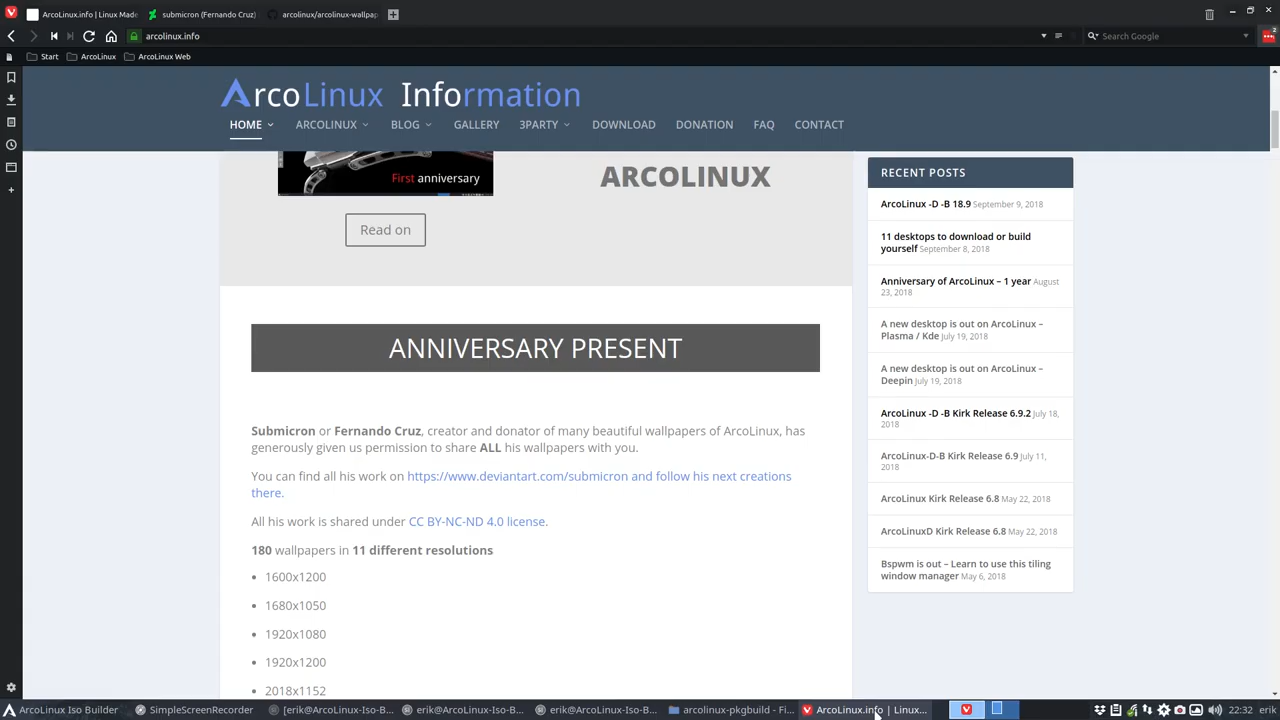 ArcoLinux.info | Linux Made
submicron (Fernando Cruz)
arcolinux/arcolinux-wallpap
arcolinux.info
Search Google
2
Start
ArcoLinux
ArcoLinux Web
ArcoLinux Information
HOME
ARCOLINUX
BLOG
GALLERY
3PARTY
DOWNLOAD
DONATION
FAQ
CONTACT
First anniversary
Read on
ARCOLINUX
ANNIVERSARY PRESENT
Submicron or Fernando Cruz, creator and donator of many beautiful wallpapers of ArcoLinux, has
generously given us permission to share ALL his wallpapers with you.
You can find all his work on https://www.deviantart.com/submicron and follow his next creations
there.
All his work is shared under CC BY-NC-ND 4.0 license.
180 wallpapers in 11 different resolutions
• 1600x1200
• 1680x1050
• 1920x1080
• 1920x1200
• 2018x1152
RECENT POSTS
ArcoLinux -D -B 18.9 September 9, 2018
11 desktops to download or build
yourself September 8, 2018
Anniversary of ArcoLinux – 1 year August
23, 2018
A new desktop is out on ArcoLinux –
Plasma / Kde July 19, 2018
A new desktop is out on ArcoLinux –
Deepin July 19, 2018
ArcoLinux -D -B Kirk Release 6.9.2 July 18,
2018
ArcoLinux-D-B Kirk Release 6.9 July 11,
2018
ArcoLinux Kirk Release 6.8 May 22, 2018
ArcoLinuxD Kirk Release 6.8 May 22, 2018
Bspwm is out – Learn to use this tiling
window manager May 6, 2018
ArcoLinux Iso Builder
SimpleScreenRecorder
[erik@ArcoLinux-Iso-B...
erik@ArcoLinux-Iso-B...
erik@ArcoLinux-Iso-B...
arcolinux-pkgbuild - Fi...
ArcoLinux.info | Linux...
22:32
erik